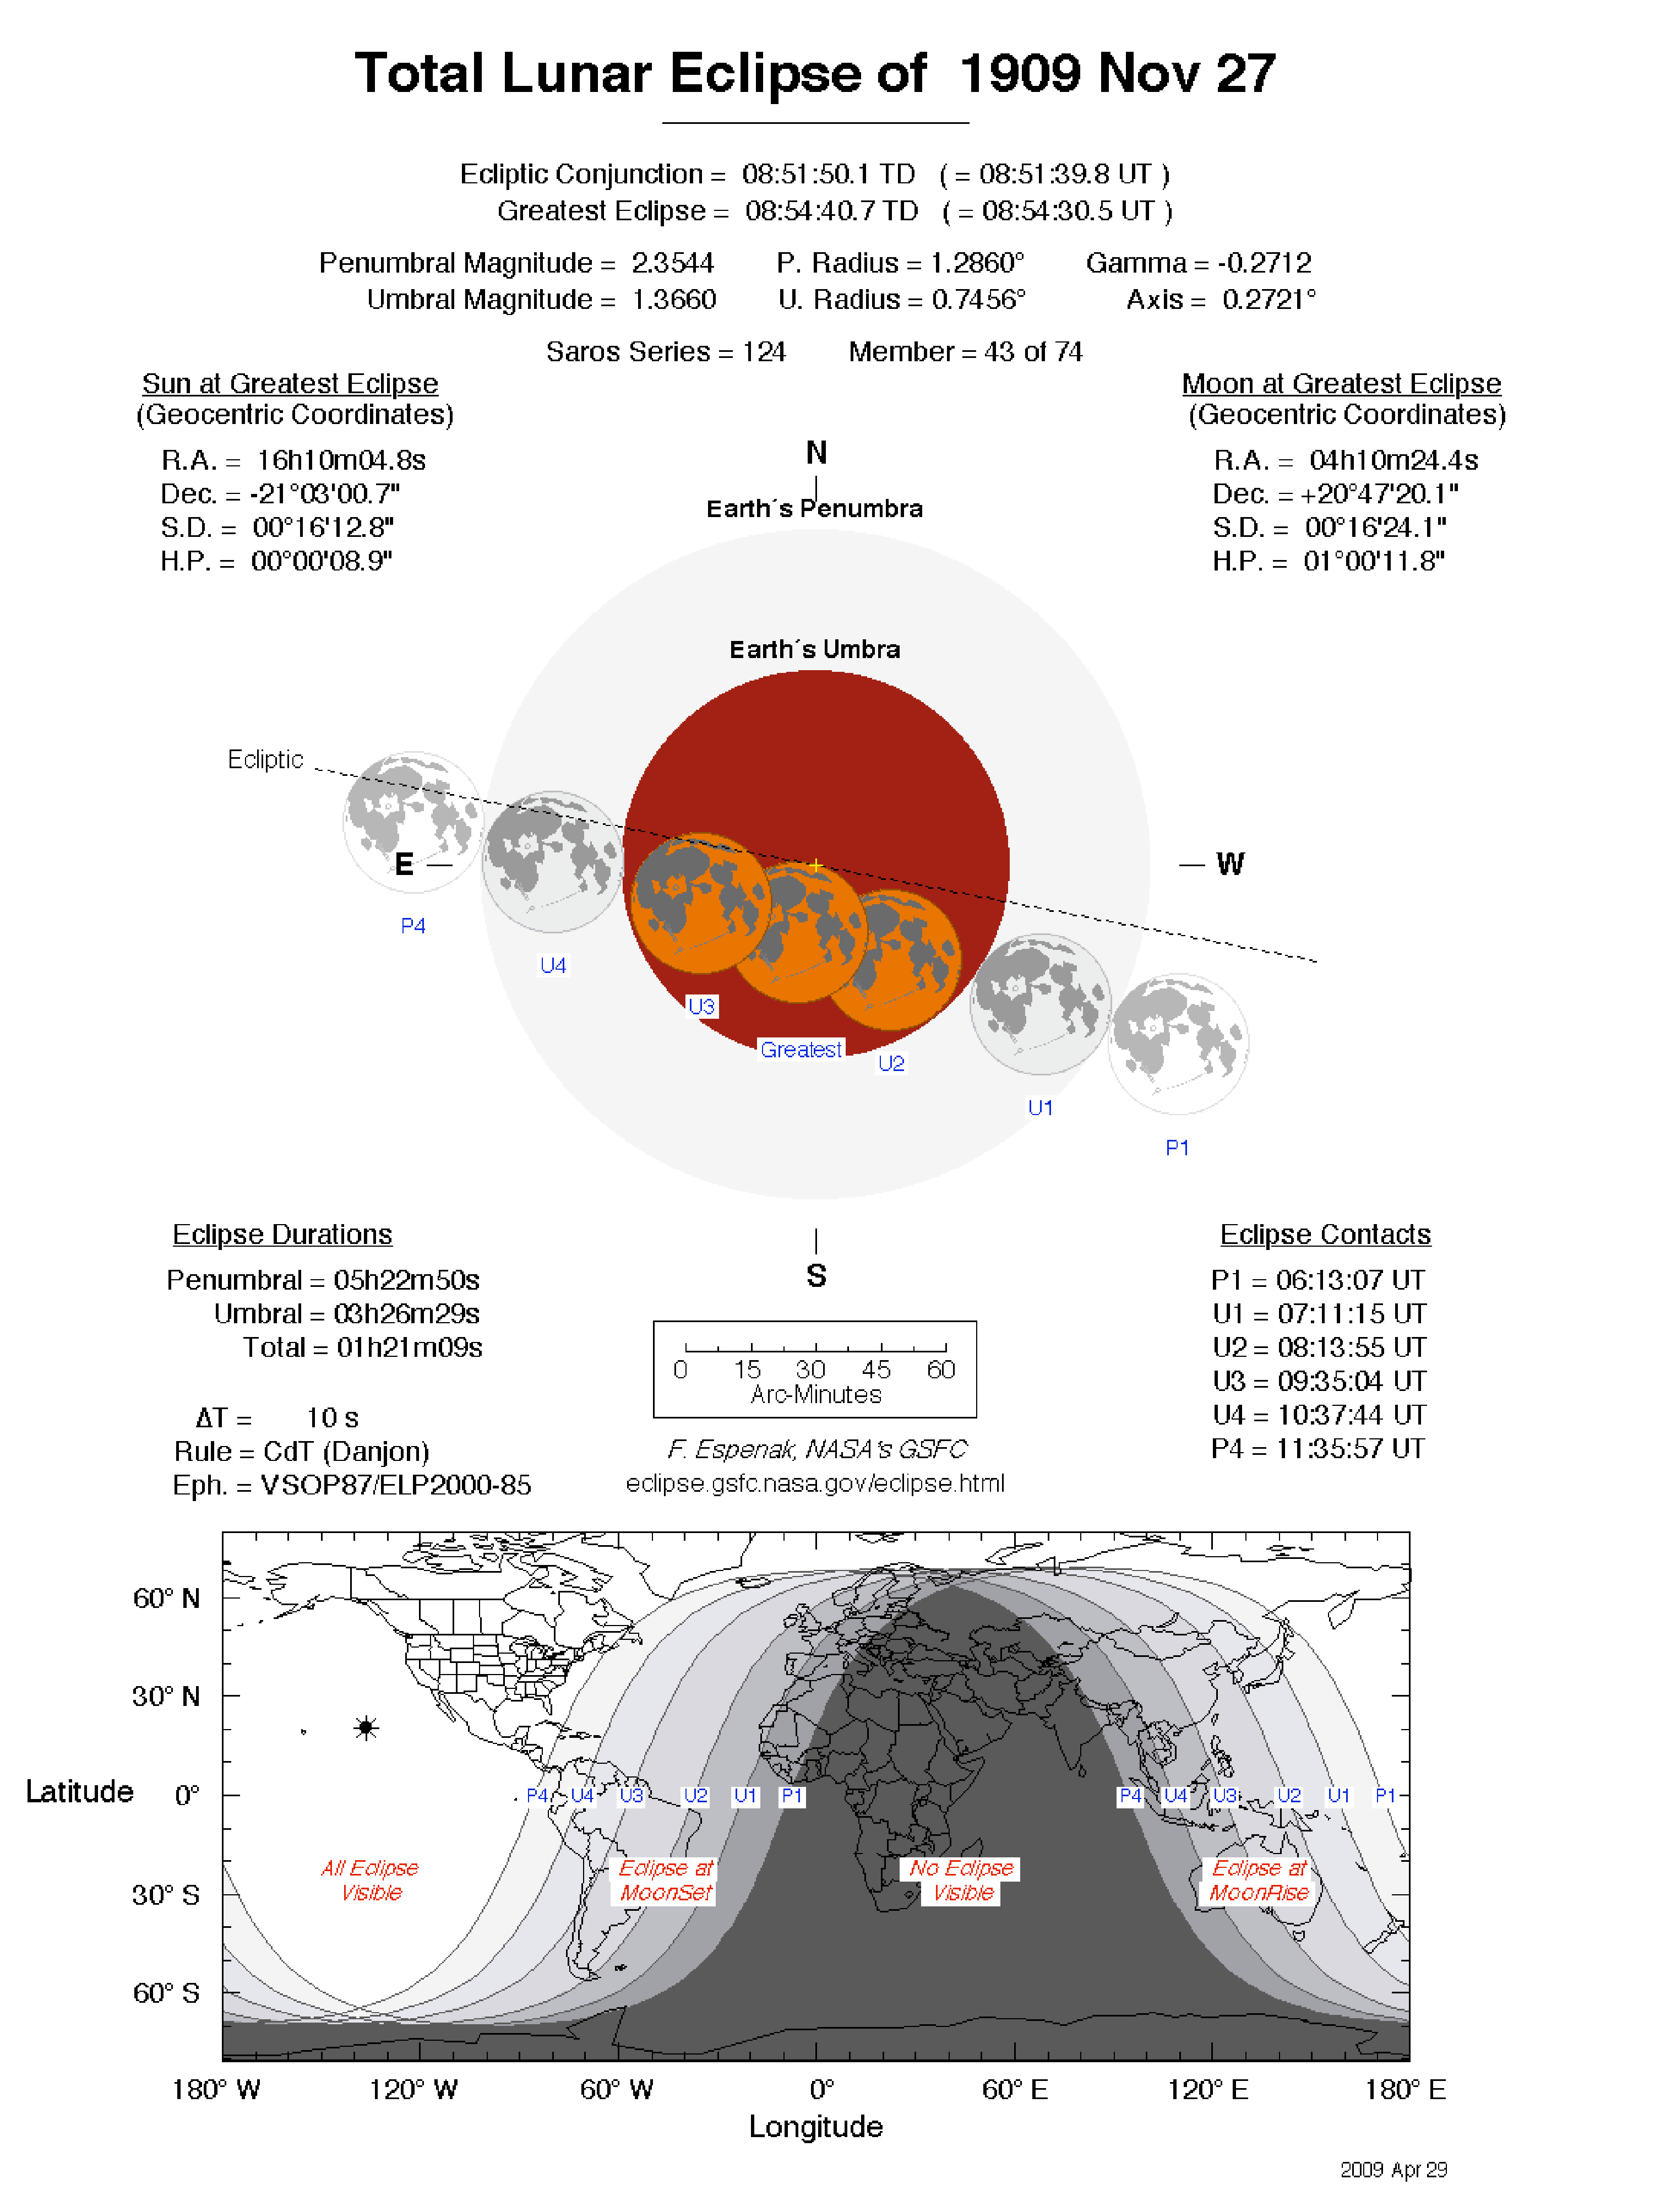 Total Lunar Eclipse of 1909 Nov 27
Ecliptic Conjunction = 08:51:50.1 TD ( = 08:51:39.8 UT )
Greatest Eclipse = 08:54:40.7 TD ( = 08:54:30.5 UT )
Penumbral Magnitude = 2.3544 P. Radius = 1.2860° Gamma = -0.2712
Umbral Magnitude = 1.3660 U. Radius = 0.7456° Axis = 0.2721°
Saros Series = 124 Member = 43 of 74
Sun at Greatest Eclipse
(Geocentric Coordinates)
R.A. = 16h10m04.8s
Dec. = -21°03'00.7"
S.D. = 00°16'12.8"
H.P. = 00°00'08.9"
Moon at Greatest Eclipse
(Geocentric Coordinates)
R.A. = 04h10m24.4s
Dec. = +20°47'20.1"
S.D. = 00°16'24.1"
H.P. = 01°00'11.8"
N
Earth´s Penumbra
Earth´s Umbra
Ecliptic
E
W
P4
U4
U3
Greatest
U2
U1
P1
S
Eclipse Durations
Penumbral = 05h22m50s
Umbral = 03h26m29s
Total = 01h21m09s
ΔT = 10 s
Rule = CdT (Danjon)
Eph. = VSOP87/ELP2000-85
0 15 30 45 60
Arc-Minutes
F. Espenak, NASA's GSFC
eclipse.gsfc.nasa.gov/eclipse.html
Eclipse Contacts
P1 = 06:13:07 UT
U1 = 07:11:15 UT
U2 = 08:13:55 UT
U3 = 09:35:04 UT
U4 = 10:37:44 UT
P4 = 11:35:57 UT
60° N
30° N
Latitude 0°
30° S
60° S
P4 U4 U3 U2 U1 P1 P4 U4 U3 U2 U1 P1
All Eclipse
Visible
Eclipse at
MoonSet
No Eclipse
Visible
Eclipse at
MoonRise
180° W 120° W 60° W 0° 60° E 120° E 180° E
Longitude
2009 Apr 29